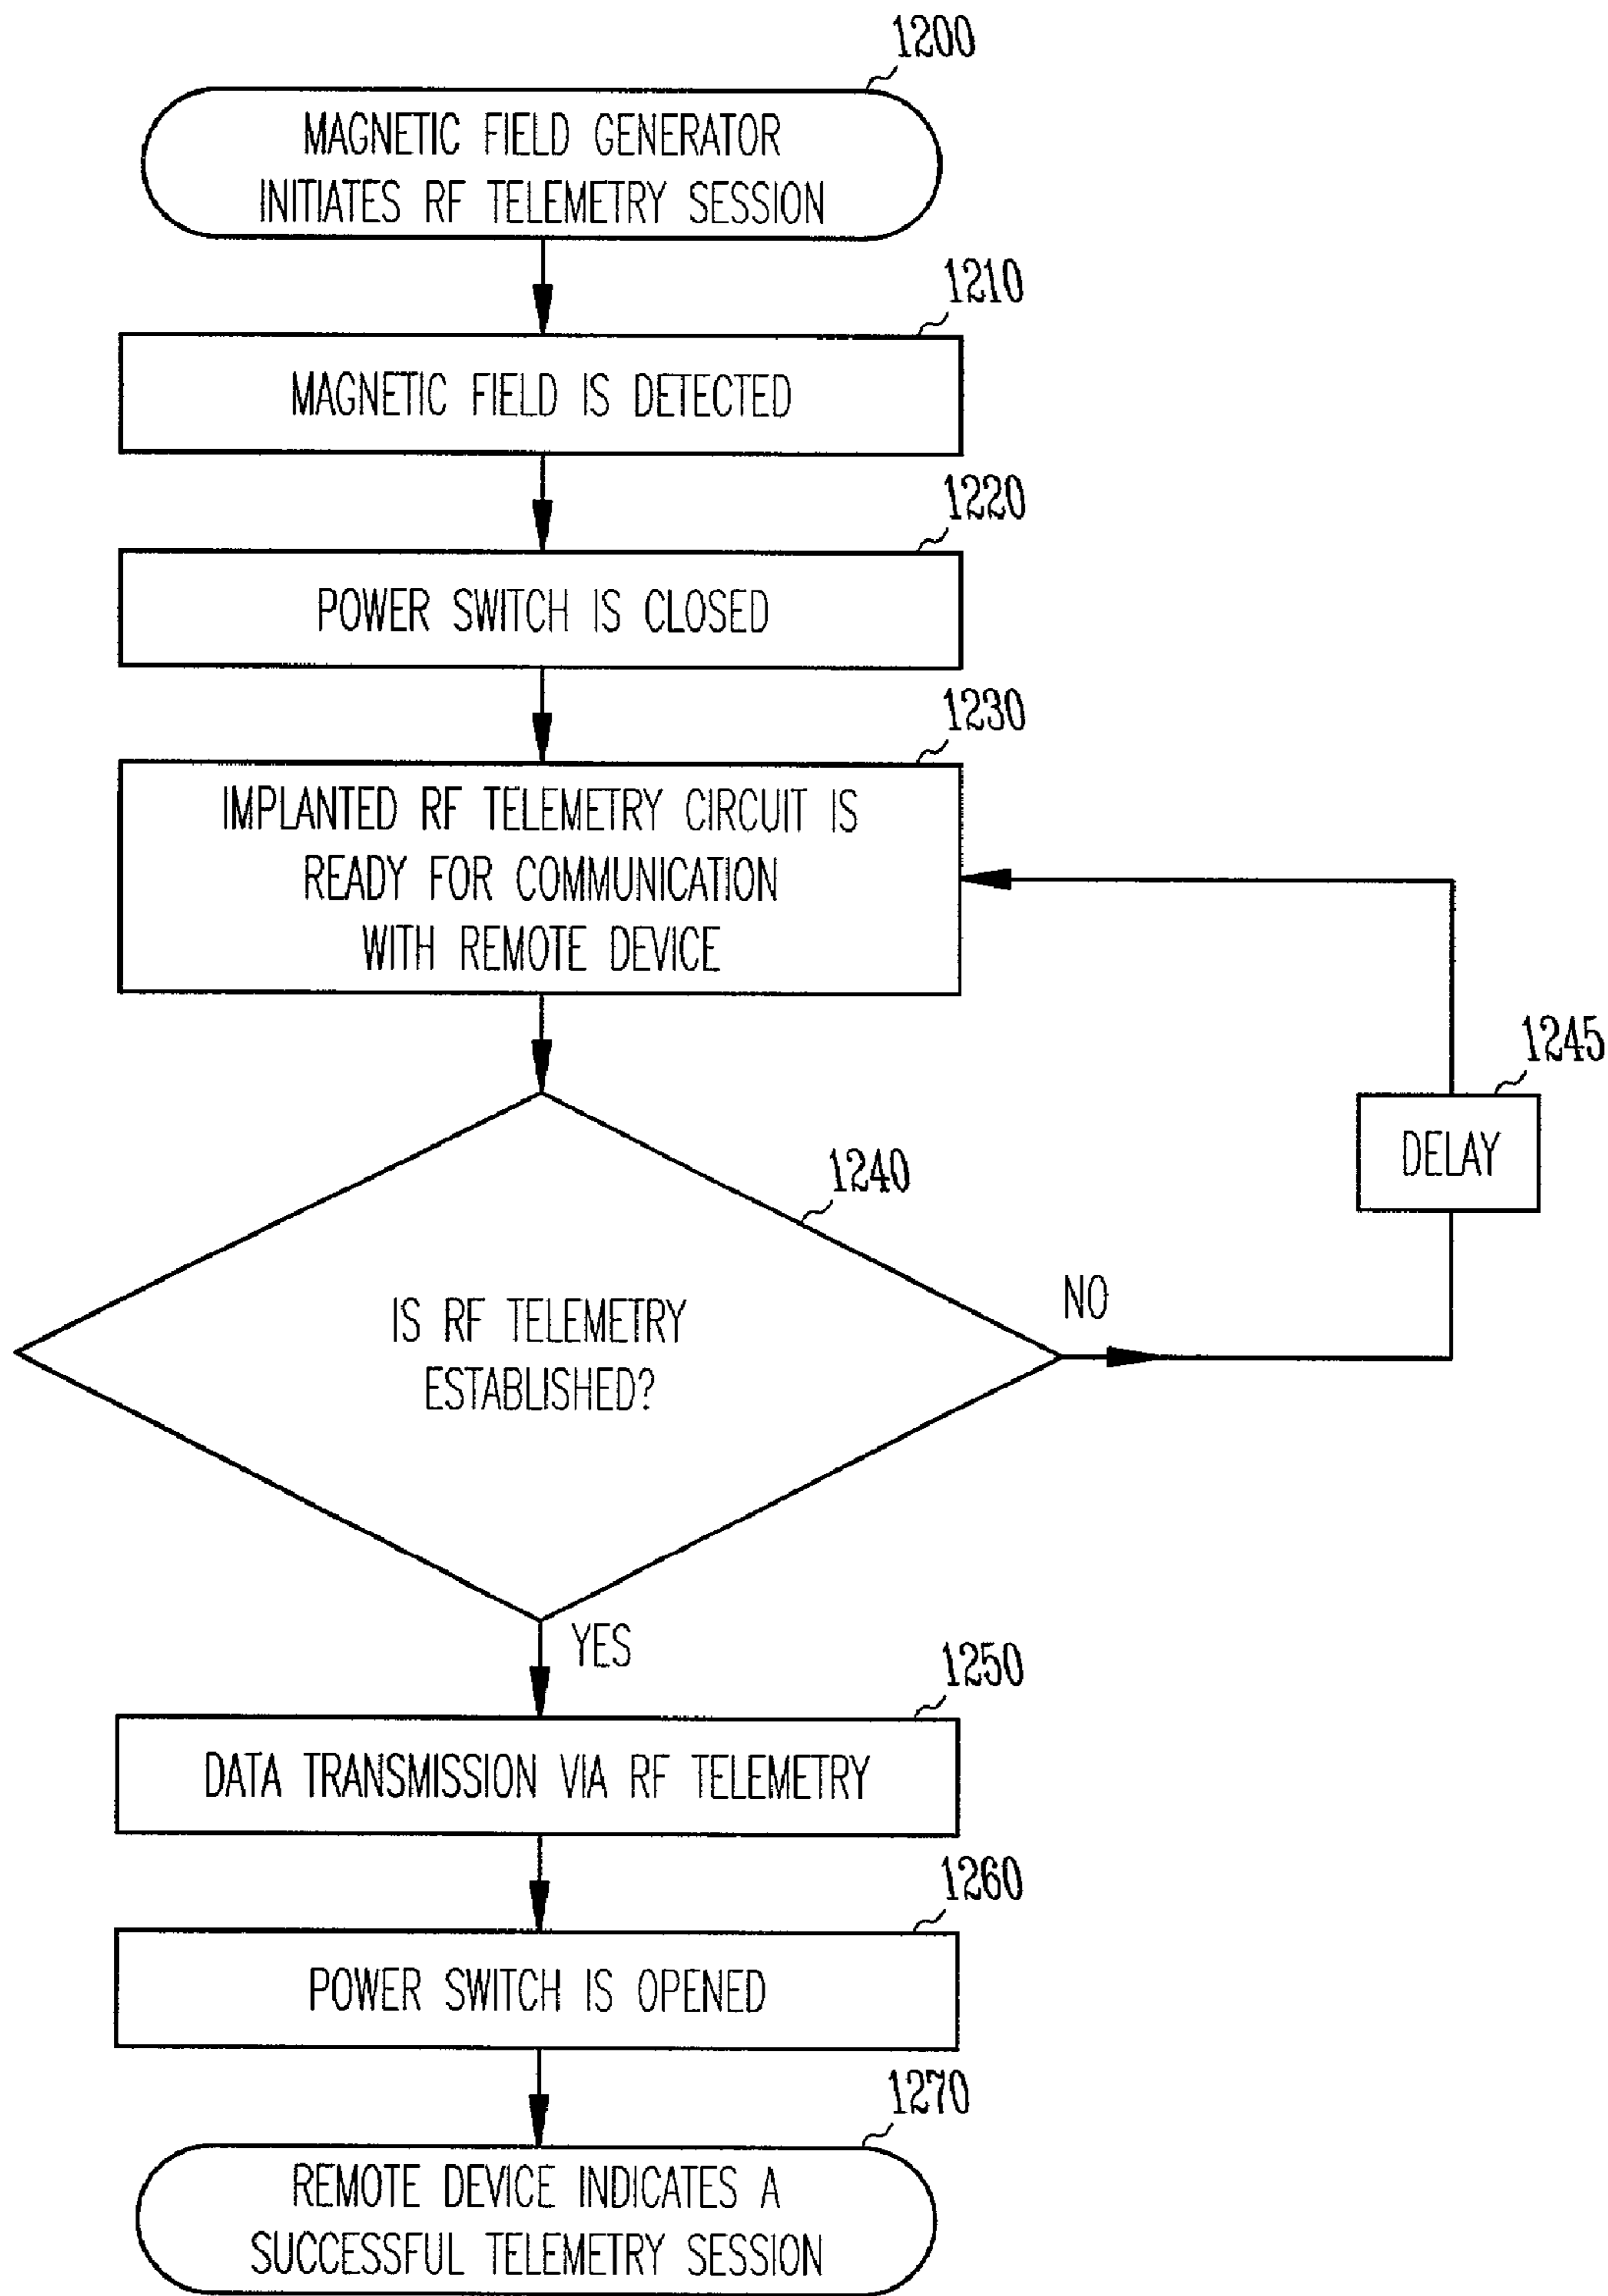 1200
MAGNETIC FIELD GENERATOR
INITIATES RF TELEMETRY SESSION
1210
MAGNETIC FIELD IS DETECTED
1220
POWER SWITCH IS CLOSED
1230
IMPLANTED RF TELEMETRY CIRCUIT IS
READY FOR COMMUNICATION
WITH REMOTE DEVICE
1245
DELAY
1240
IS RF TELEMETRY
ESTABLISHED?
NO
YES
1250
DATA TRANSMISSION VIA RF TELEMETRY
1260
POWER SWITCH IS OPENED
1270
REMOTE DEVICE INDICATES A
SUCCESSFUL TELEMETRY SESSION